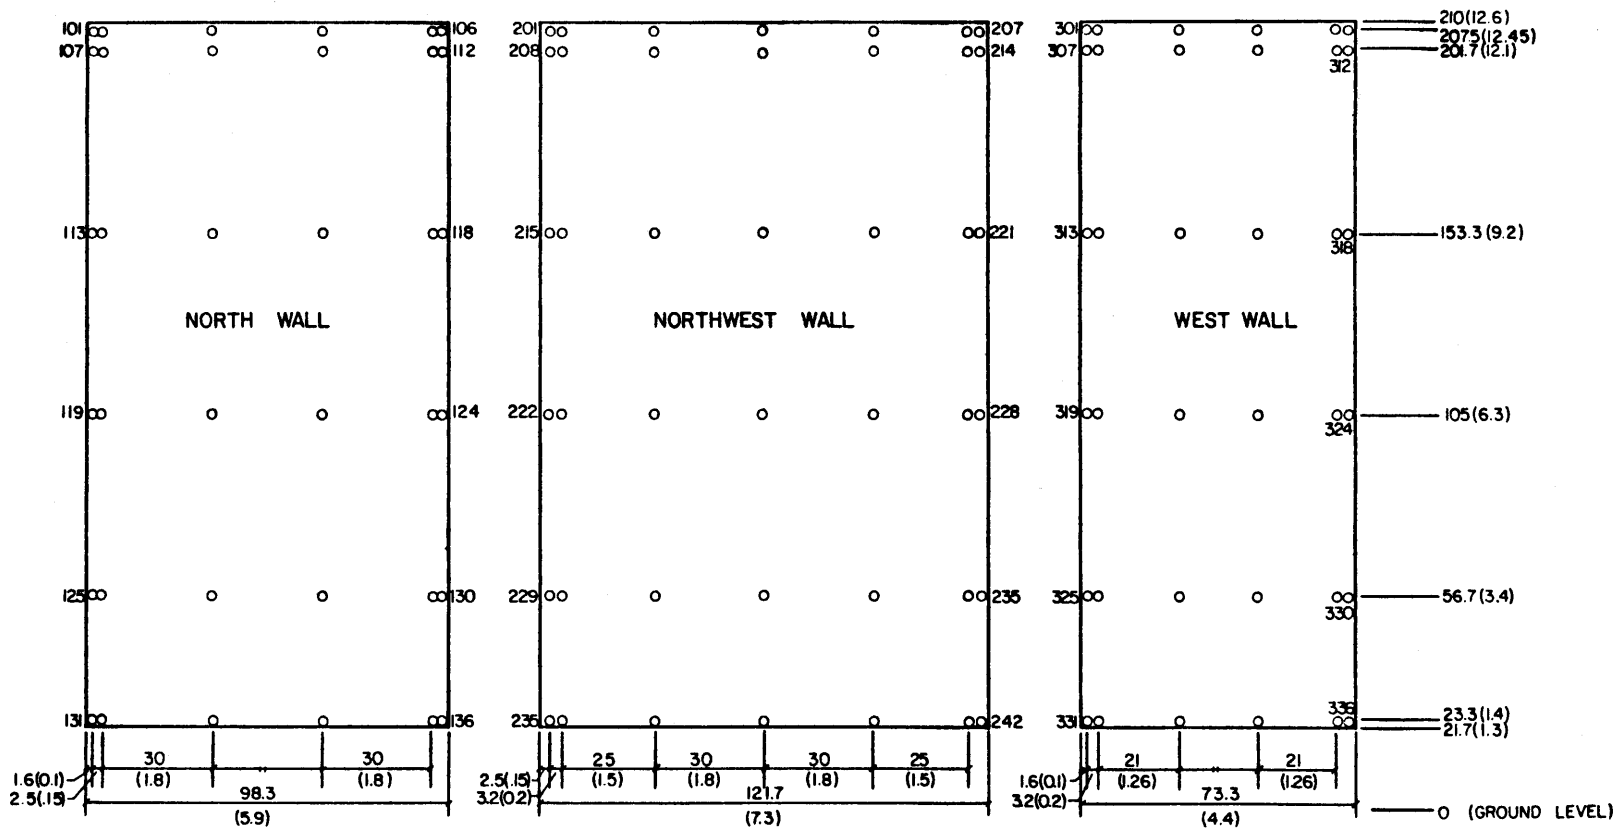 101 106 201 207 301 210(12.6)
207.5(12.45)
107 112 208 214 307 201.7(12.1)
312
113 118 215 221 313 153.3(9.2)
318
NORTH WALL NORTHWEST WALL WEST WALL
119 124 222 228 319 105(6.3)
324
125 130 229 235 325 56.7(3.4)
330
336
131 136 235 242 331 23.3(1.4)
21.7(1.3)
30 30 25 30 30 25 21 21
1.6(0.1) (1.8) (1.8) 2.5(.15) (1.5) (1.8) (1.8) (1.5) 1.6(0.1) (1.26) (1.26)
2.5(.15) 98.3 3.2(0.2) 121.7 3.2(0.2) 73.3
(5.9) (7.3) (4.4) 0 (GROUND LEVEL)